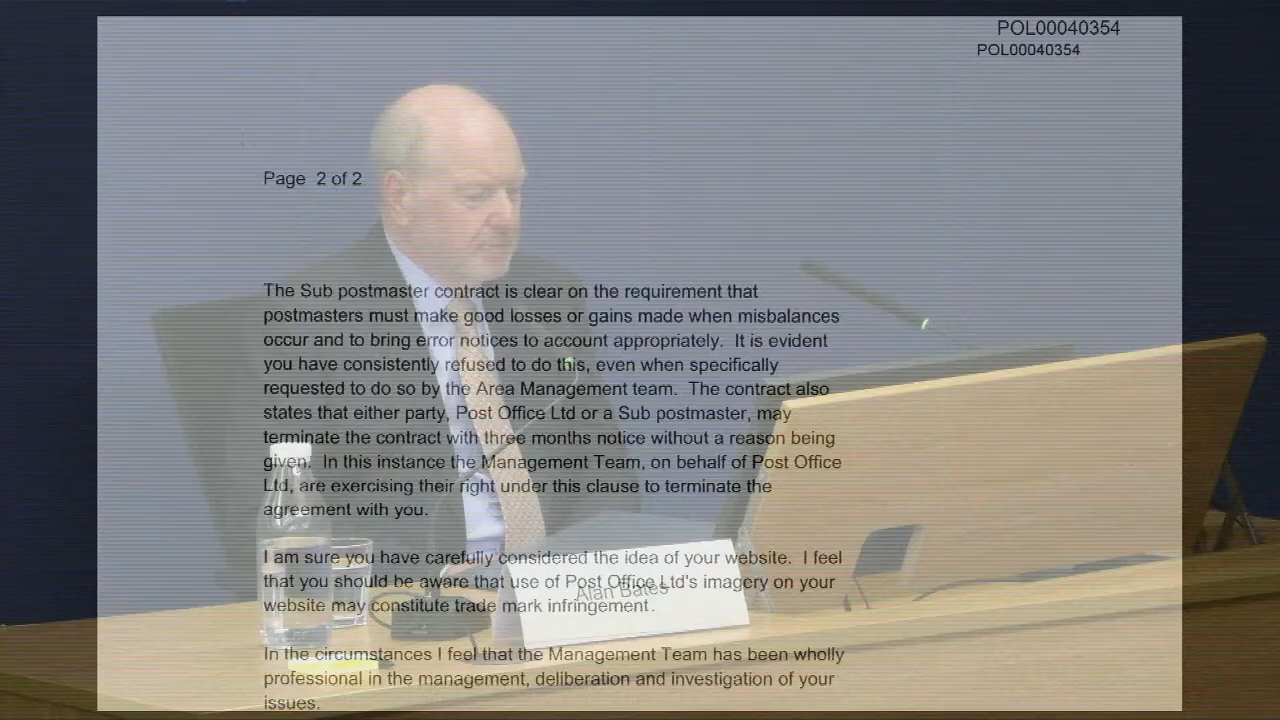 POL00040354
POL00040354
Page 2 of 2
The Sub postmaster contract is clear on the requirement that
postmasters must make good losses or gains made when misbalances
occur and to bring error notices to account appropriately. It is evident
you have consistently refused to do this, even when specifically
requested to do so by the Area Management team. The contract also
states that either party, Post Office Ltd or a Sub postmaster, may
terminate the contract with three months notice without a reason being
given. In this instance the Management Team, on behalf of Post Office
Ltd, are exercising their right under this clause to terminate the
agreement with you.
I am sure you have carefully considered the idea of your website. I feel
that you should be aware that use of Post Office Ltd's imagery on your
website may constitute trade mark infringement.
Alan Bates
In the circumstances I feel that the Management Team has been wholly
professional in the management, deliberation and investigation of your
issues.